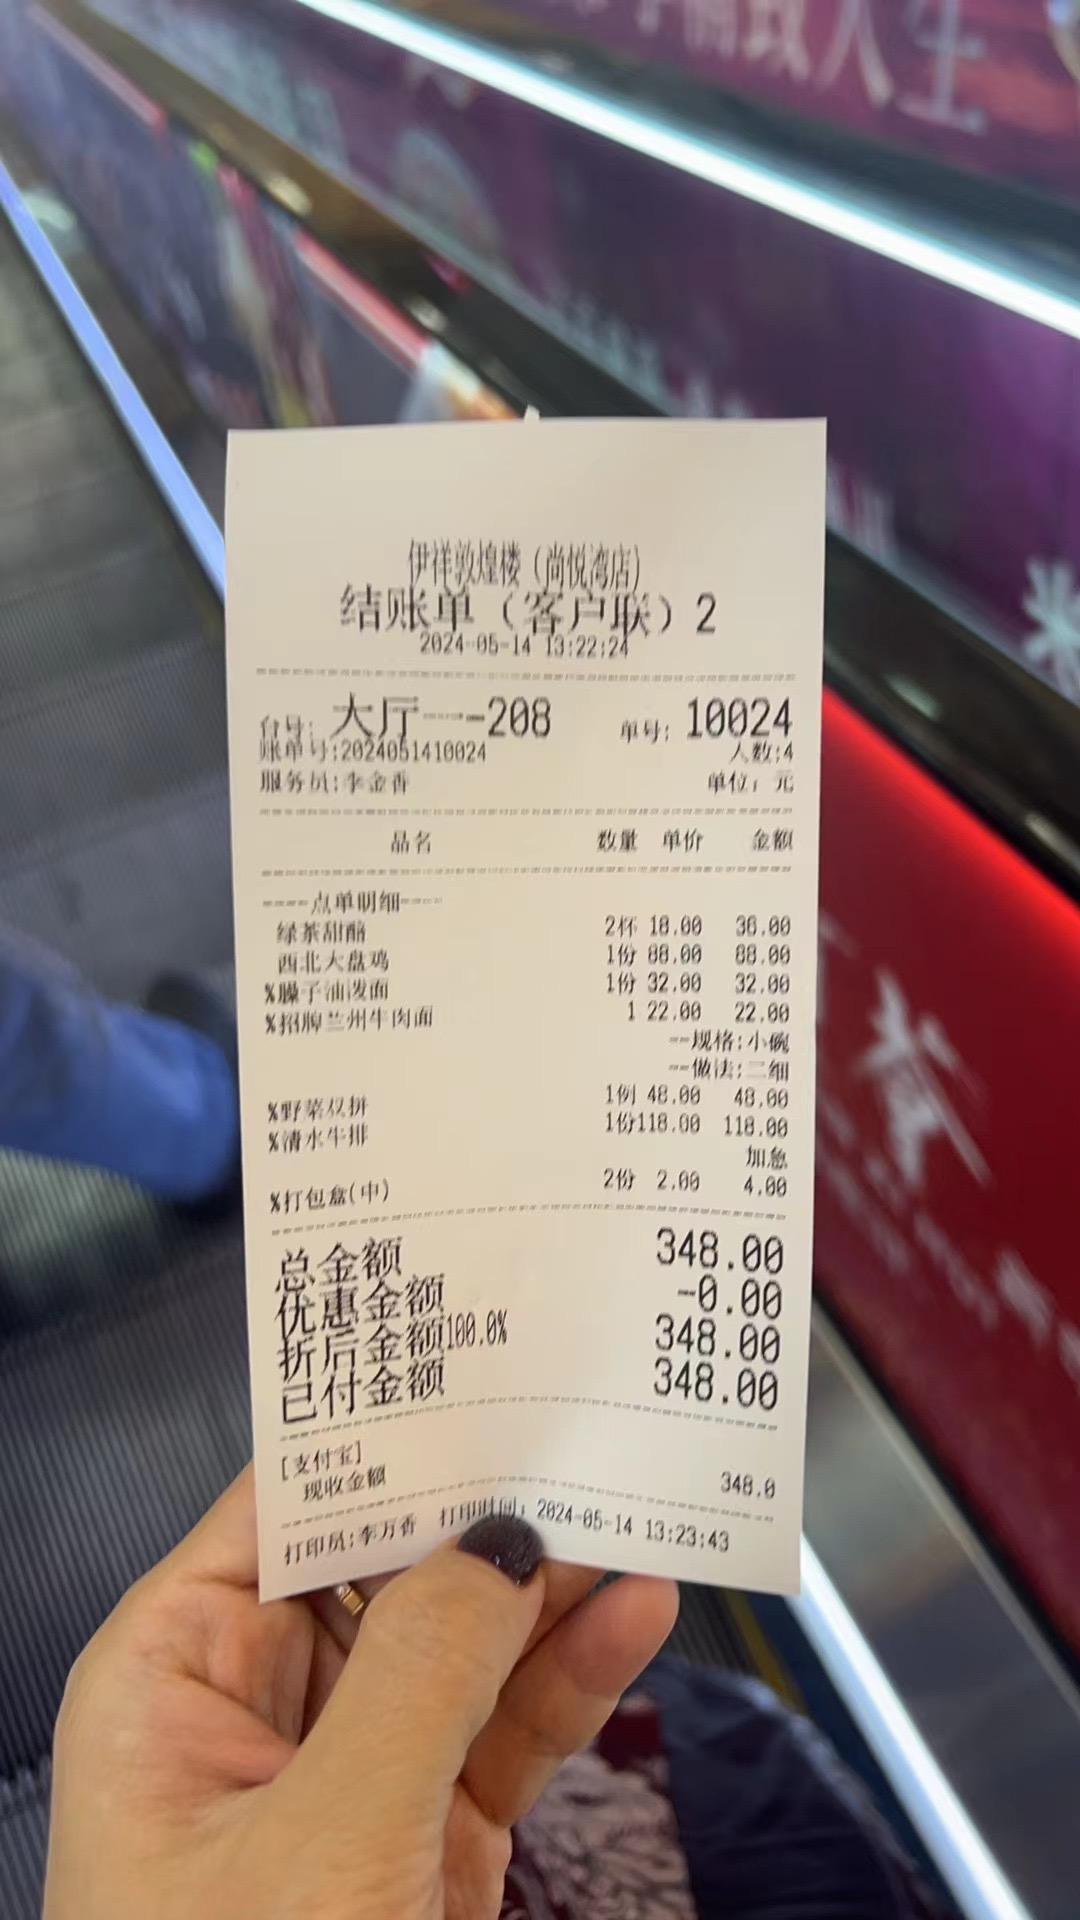 致人生
伊祥敦煌楼（尚悦湾店）
结账单（客户联）2
2024-05-14 13:22:24
台号: 大厅---208 单号: 10024
账单号:2024051410024 人数:4
服务员:李金香 单位: 元
品名 数量 单价 金额
----点单明细----
绿茶甜醅 2杯 18.00 36.00
西北大盘鸡 1份 88.00 88.00
%臊子油泼面 1份 32.00 32.00
%招牌兰州牛肉面 1 22.00 22.00
--规格:小碗
--做法:二细
%野菜双拼 1例 48.00 48.00
%清水牛排 1份118.00 118.00
加急
%打包盒(中) 2份 2.00 4.00
总金额 348.00
优惠金额 -0.00
折后金额100.0% 348.00
已付金额 348.00
[支付宝]
现收金额 348.0
打印员:李万香 打印时间: 2024-05-14 13:23:43